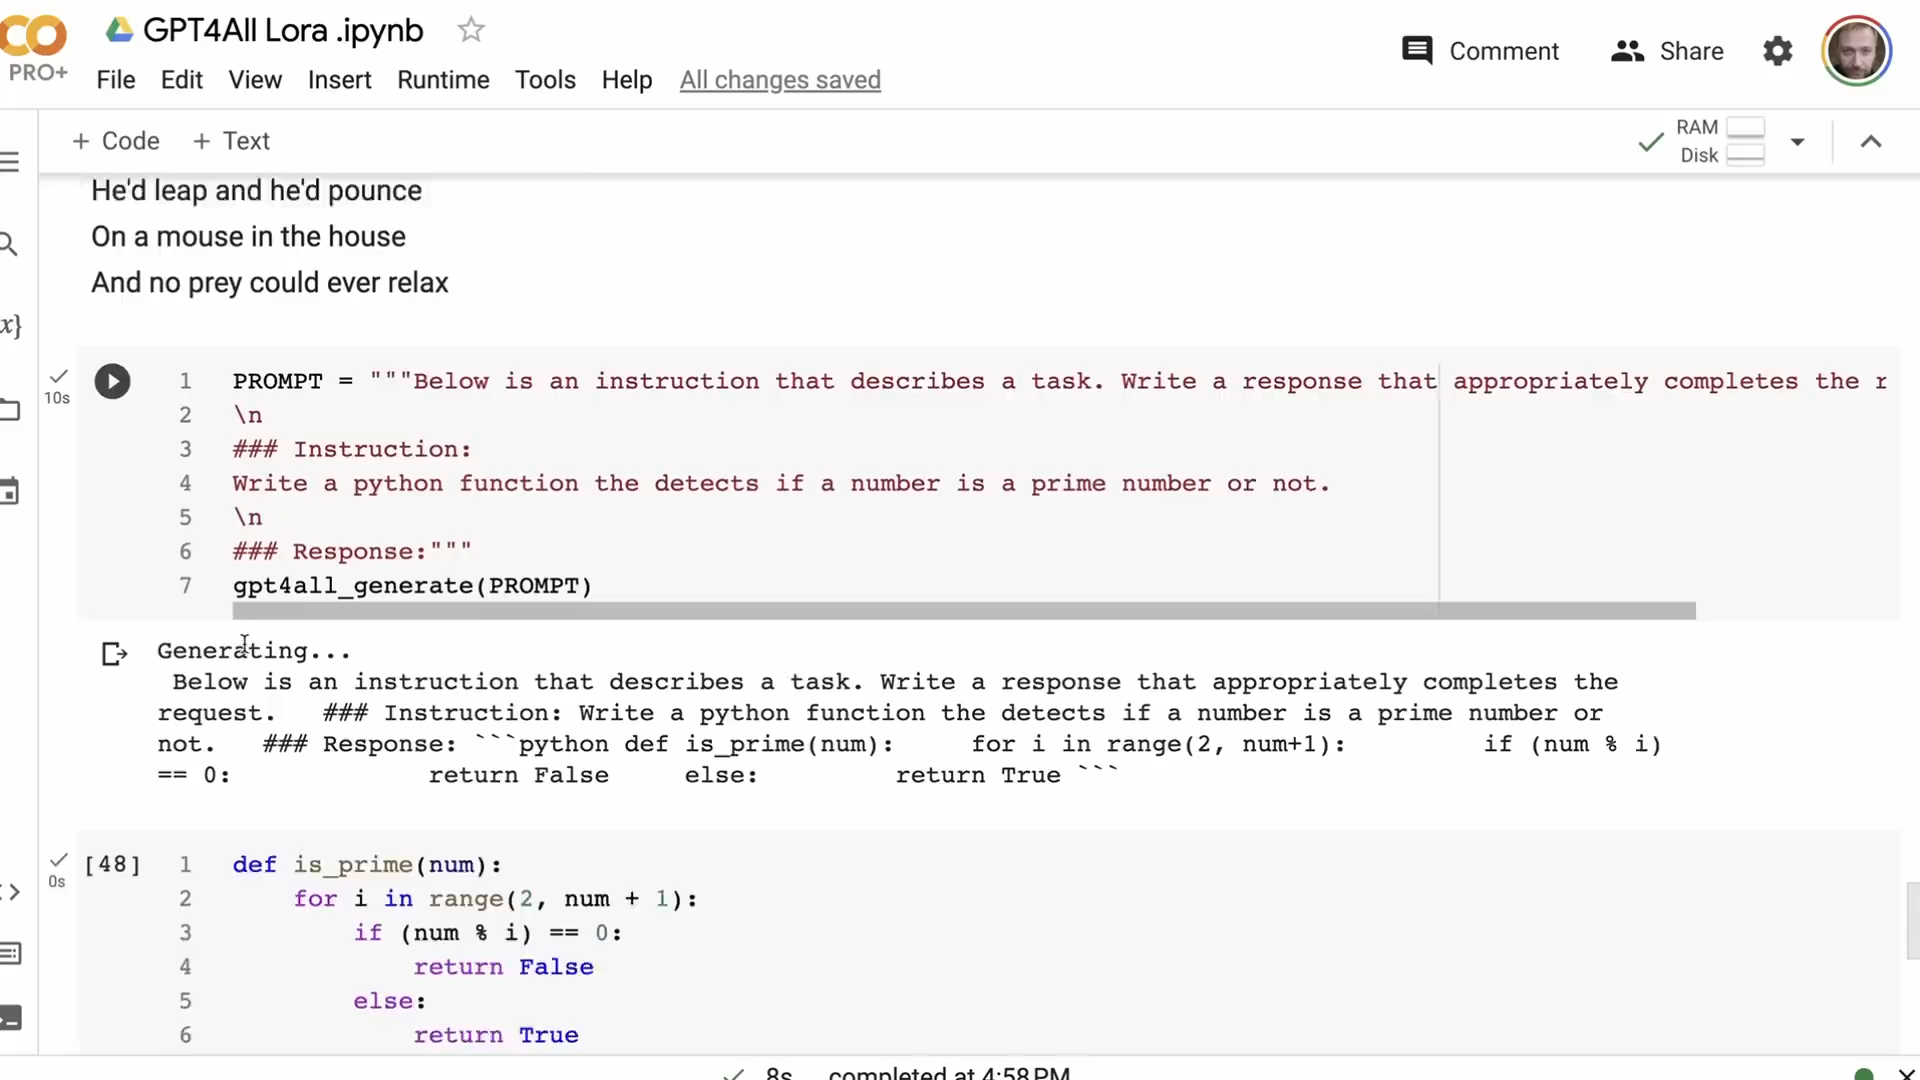 GPT4All Lora .ipynb
PRO+
File Edit View Insert Runtime Tools Help All changes saved
Comment Share
+ Code + Text
RAM
Disk
He'd leap and he'd pounce
On a mouse in the house
And no prey could ever relax
10s
1 PROMPT = """Below is an instruction that describes a task. Write a response that appropriately completes the r
2 \n
3 ### Instruction:
4 Write a python function the detects if a number is a prime number or not.
5 \n
6 ### Response:"""
7 gpt4all_generate(PROMPT)
Generating...
Below is an instruction that describes a task. Write a response that appropriately completes the
request. ### Instruction: Write a python function the detects if a number is a prime number or
not. ### Response: ```python def is_prime(num): for i in range(2, num+1): if (num % i)
== 0: return False else: return True ```
[48]
0s
1 def is_prime(num):
2 for i in range(2, num + 1):
3 if (num % i) == 0:
4 return False
5 else:
6 return True
8s completed at 4:58 PM